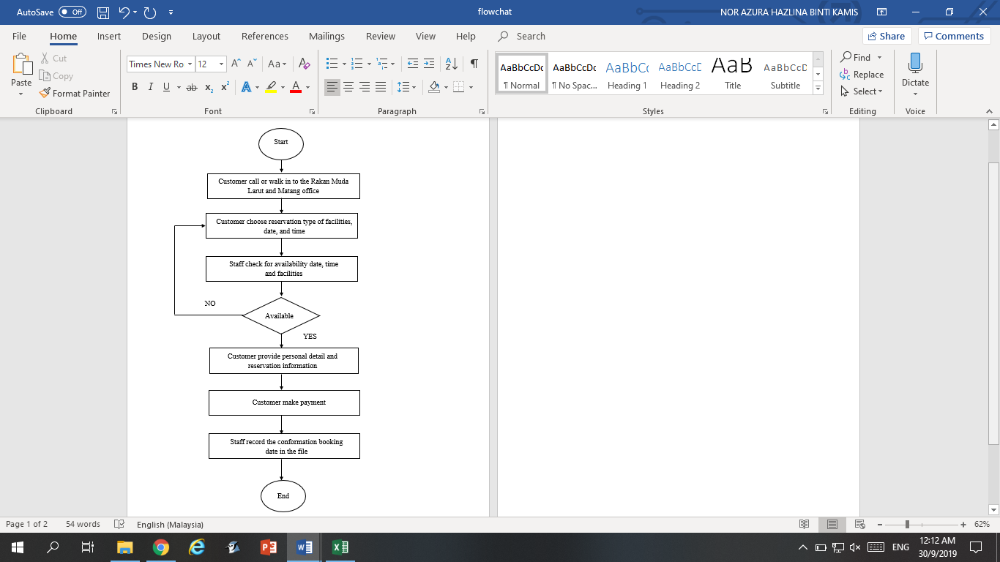 AutoSave Off flowchat NOR AZURA HAZLINA BINTI KAMIS
File Home Insert Design Layout References Mailings Review View Help Search Share Comments
Paste
Cut
Copy
Format Painter
Clipboard
Times New Ro 12
Aa
B I U ab x2 x2 A A
Font
Paragraph
AaBbCcDc AaBbCcDc AaBbCc AaBbCcD AaB AaBbCcD
¶ Normal ¶ No Spac... Heading 1 Heading 2 Title Subtitle
Styles
Find
Replace
Select
Editing
Dictate
Voice
Start
Customer call or walk in to the Rakan Muda
Larut and Matang office
Customer choose reservation type of facilities,
date, and time
Staff check for availability date, time
and facilities
NO
Available
YES
Customer provide personal detail and
reservation information
Customer make payment
Staff record the conformation booking
date in the file
End
Page 1 of 2 54 words English (Malaysia) 62%
ENG
12:12 AM
30/9/2019